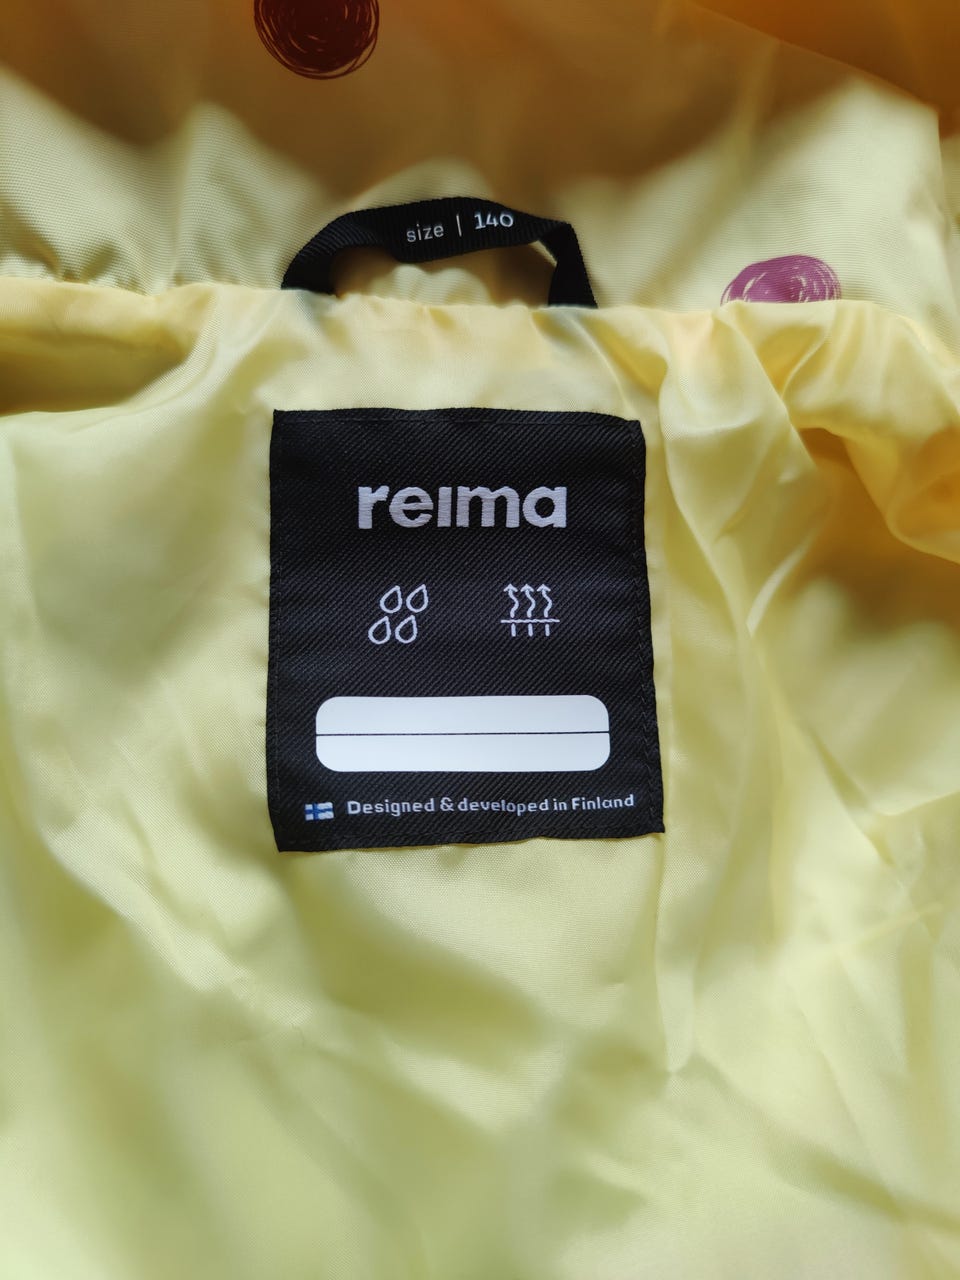 size | 140
reima
Designed & developed in Finland